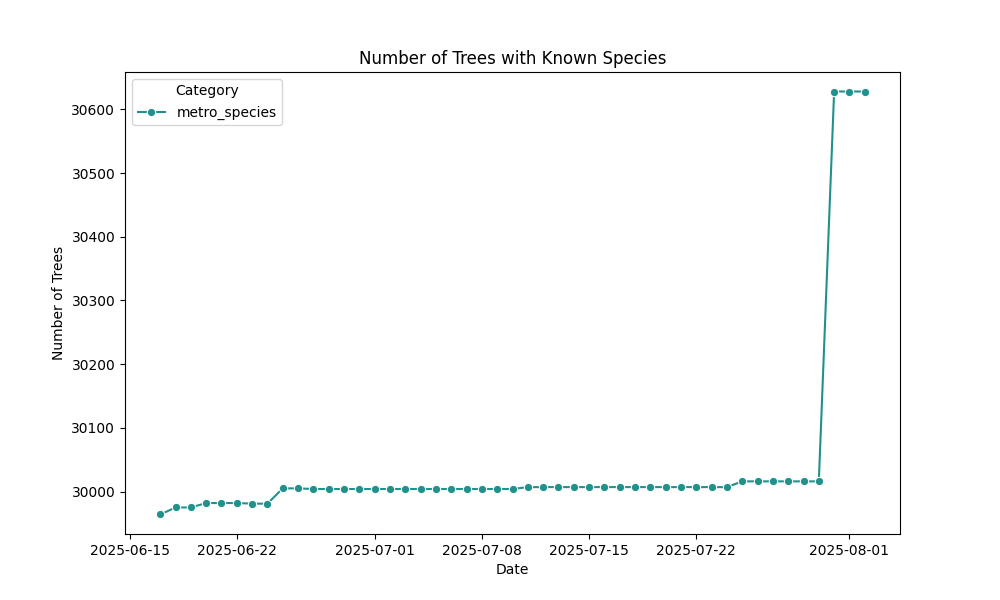 Number of Trees with Known Species
Category
metro_species
30600
30500
30400
30300
30200
30100
30000
Number of Trees
2025-06-15 2025-06-22 2025-07-01 2025-07-08 2025-07-15 2025-07-22 2025-08-01
Date